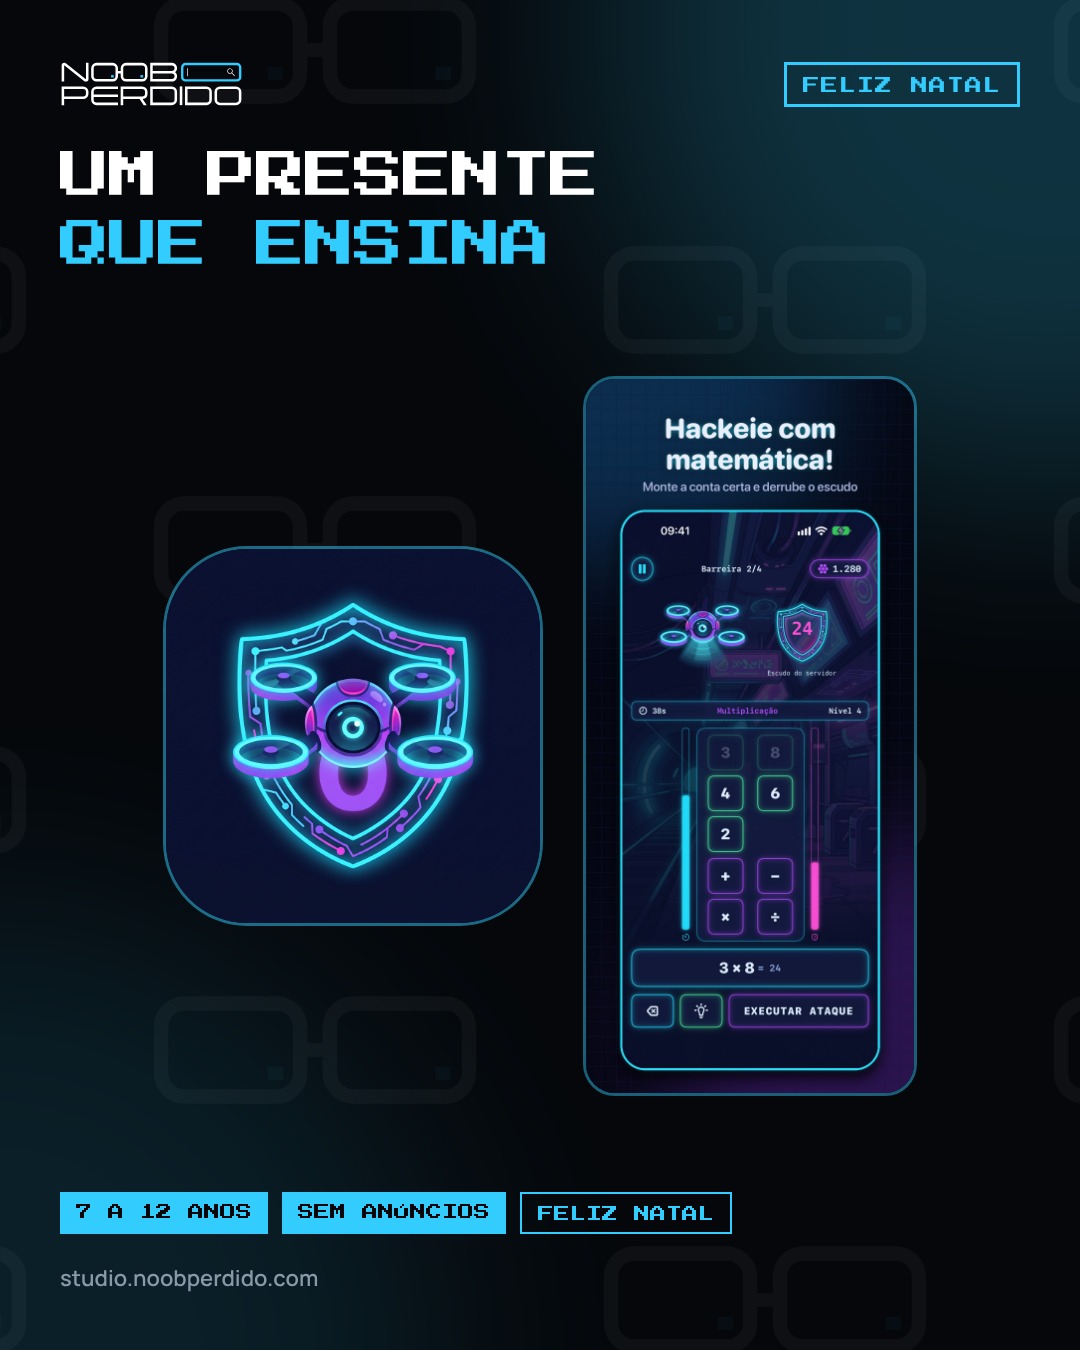 NOOB
PERDIDO
FELIZ NATAL
UM PRESENTE
QUE ENSINA
Hackeie com
matemática!
Monte a conta certa e derrube o escudo
09:41
Barreira 2/4
1.280
24
Escudo do servidor
38s
Multiplicação
Nível 4
3 8
4 6
2
+ −
× ÷
3 × 8 = 24
EXECUTAR ATAQUE
7 A 12 ANOS
SEM ANÚNCIOS
FELIZ NATAL
studio.noobperdido.com